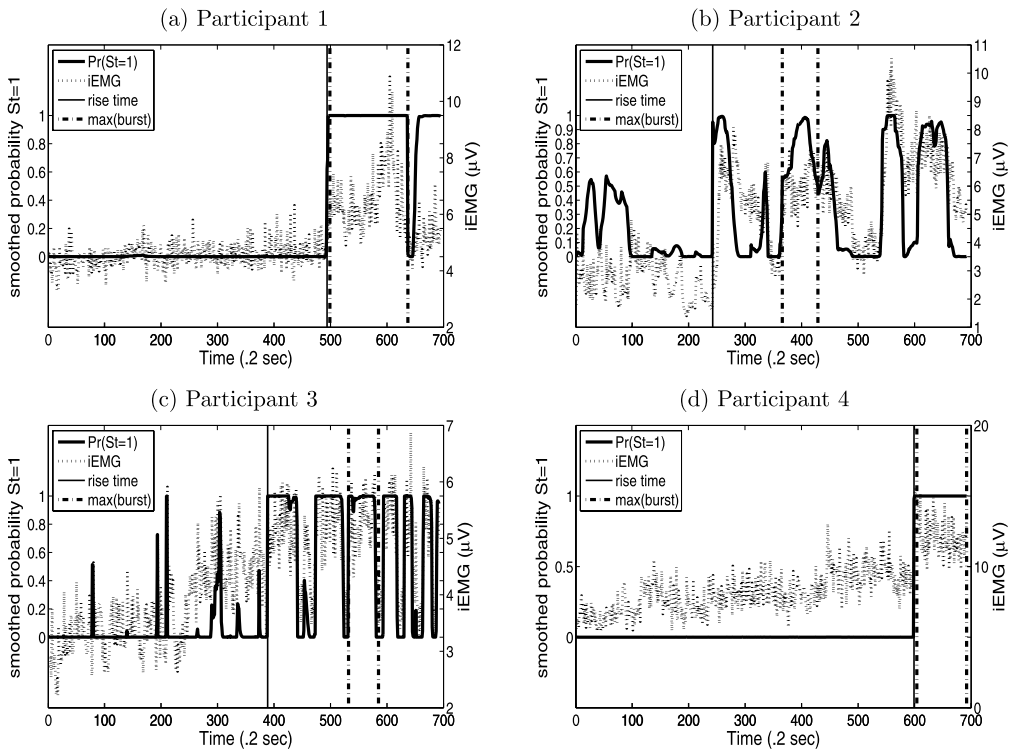 (a) Participant 1
smoothed probability St=1
1
0.8
0.6
0.4
0.2
0
Pr(St=1)
iEMG
rise time
max(burst)
12
10
8
6
4
2
iEMG (µV)
0 100 200 300 400 500 600 700
Time (.2 sec)
(b) Participant 2
smoothed probability St=1
1
0.9
0.8
0.7
0.6
0.5
0.4
0.3
0.2
0.1
0
Pr(St=1)
iEMG
rise time
max(burst)
11
10
9
8
7
6
5
4
3
2
1
iEMG (µV)
0 100 200 300 400 500 600 700
Time (.2 sec)
(c) Participant 3
smoothed probability St=1
1
0.8
0.6
0.4
0.2
0
Pr(St=1)
iEMG
rise time
max(burst)
7
6
5
4
3
2
iEMG (µV)
0 100 200 300 400 500 600 700
Time (.2 sec)
(d) Participant 4
smoothed probability St=1
1
0.5
0
Pr(St=1)
iEMG
rise time
max(burst)
20
10
0
iEMG (µV)
0 100 200 300 400 500 600 700
Time (.2 sec)